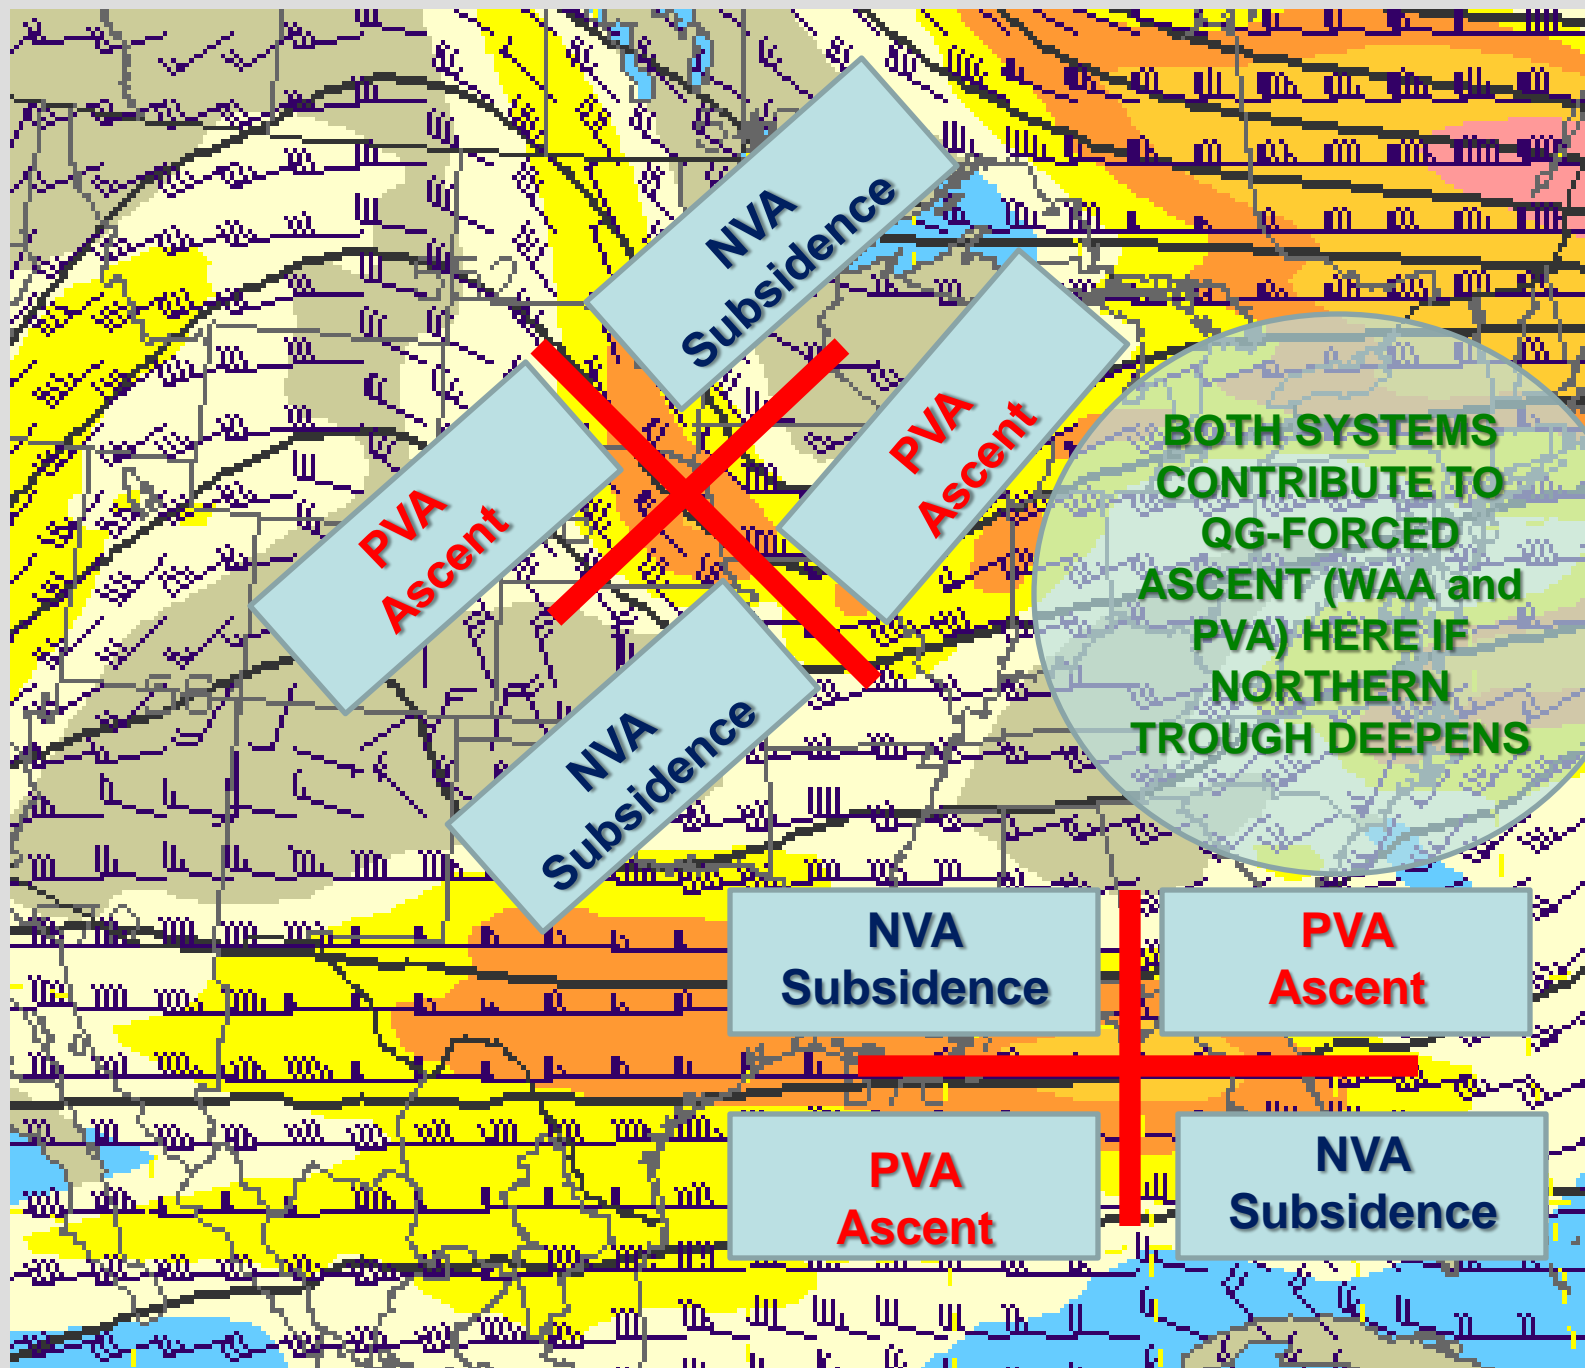 NVA
Subsidence
PVA
Ascent
PVA
Ascent
NVA
Subsidence
BOTH SYSTEMS
CONTRIBUTE TO
QG-FORCED
ASCENT (WAA and
PVA) HERE IF
NORTHERN
TROUGH DEEPENS
NVA
Subsidence
PVA
Ascent
PVA
Ascent
NVA
Subsidence